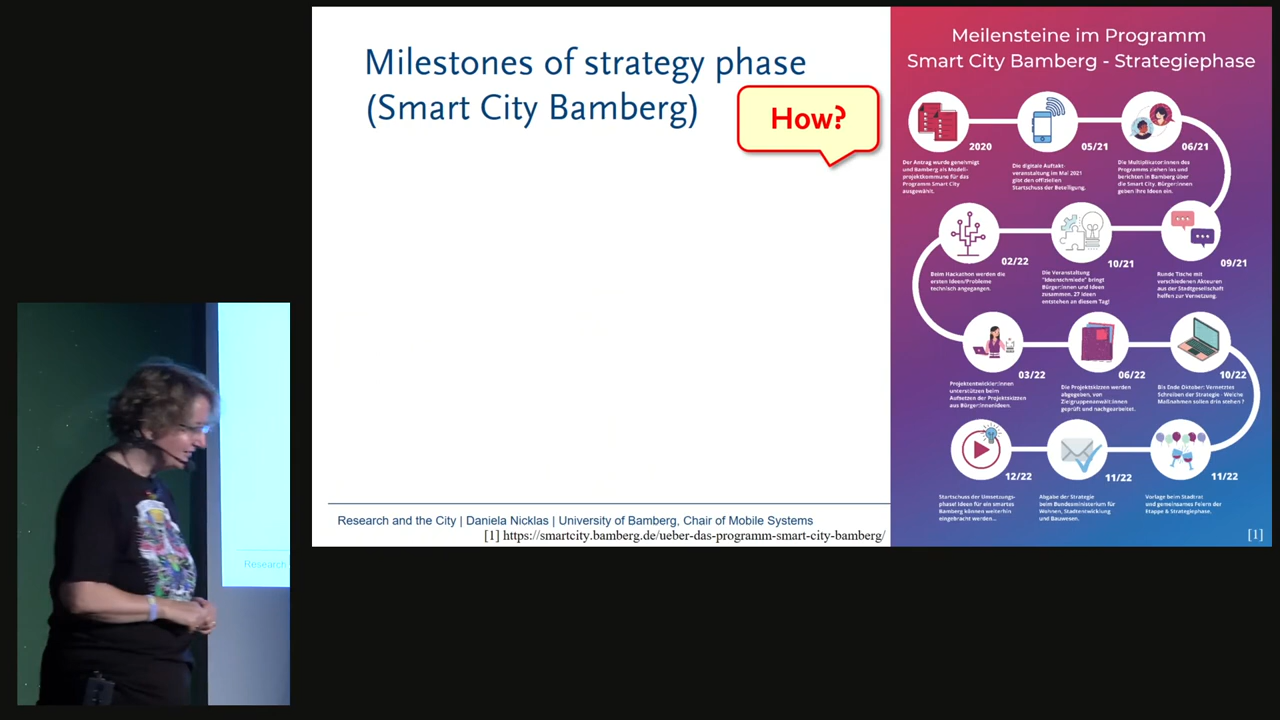 Milestones of strategy phase
(Smart City Bamberg)
How?
Research and the City | Daniela Nicklas | University of Bamberg, Chair of Mobile Systems
[1] https://smartcity.bamberg.de/ueber-das-programm-smart-city-bamberg/
Meilensteine im Programm
Smart City Bamberg - Strategiephase
2020
Der Antrag wurde genehmigt
und Bamberg als Modell-
projektkommune für das
Programm Smart City
ausgewählt.
05/21
Die digitale Auftakt-
veranstaltung im Mai 2021
gibt den offiziellen
Startschuss der Beteiligung.
06/21
Die Multiplikator:innen des
Programms ziehen los und
berichten in Bamberg über
die Smart City. Bürger:innen
geben ihre Ideen ein.
09/21
Runde Tische mit
verschiedenen Akteuren
aus der Stadtgesellschaft
helfen zur Vernetzung.
10/21
Die Veranstaltung
"Ideenschmiede" bringt
Bürger:innen und Ideen
zusammen. 27 Ideen
entstehen an diesem Tag!
02/22
Beim Hackathon werden die
ersten Ideen/Probleme
technisch angegangen.
03/22
Projektentwickler:innen
unterstützen beim
Aufsetzen der Projektskizzen
aus Bürger:innenideen.
06/22
Die Projektskizzen werden
abgegeben, von
Zielgruppenanwält:innen
geprüft und nachgearbeitet.
10/22
Bis Ende Oktober: Vernetztes
Schreiben der Strategie - Welche
Maßnahmen sollen drin stehen ?
11/22
Vorlage beim Stadtrat
und gemeinsames Feiern der
Etappe & Strategiephase.
11/22
Abgabe der Strategie
beim Bundesministerium für
Wohnen, Stadtentwicklung
und Bauwesen.
12/22
Startschuss der Umsetzungs-
phase! Ideen für ein smartes
Bamberg können weiterhin
eingebracht werden...
[1]
Research